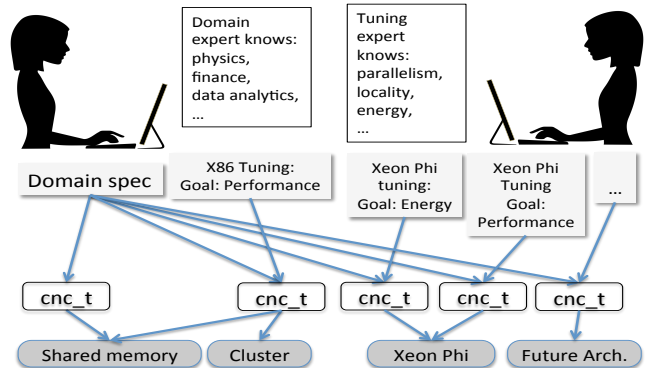 Domain
expert knows:
physics,
finance,
data analytics,
...
Tuning
expert
knows:
parallelism,
locality,
energy,
...
Domain spec
X86 Tuning:
Goal: Performance
Xeon Phi
tuning:
Goal: Energy
Xeon Phi
Tuning
Goal:
Performance
...
cnc_t
cnc_t
cnc_t
cnc_t
cnc_t
Shared memory
Cluster
Xeon Phi
Future Arch.